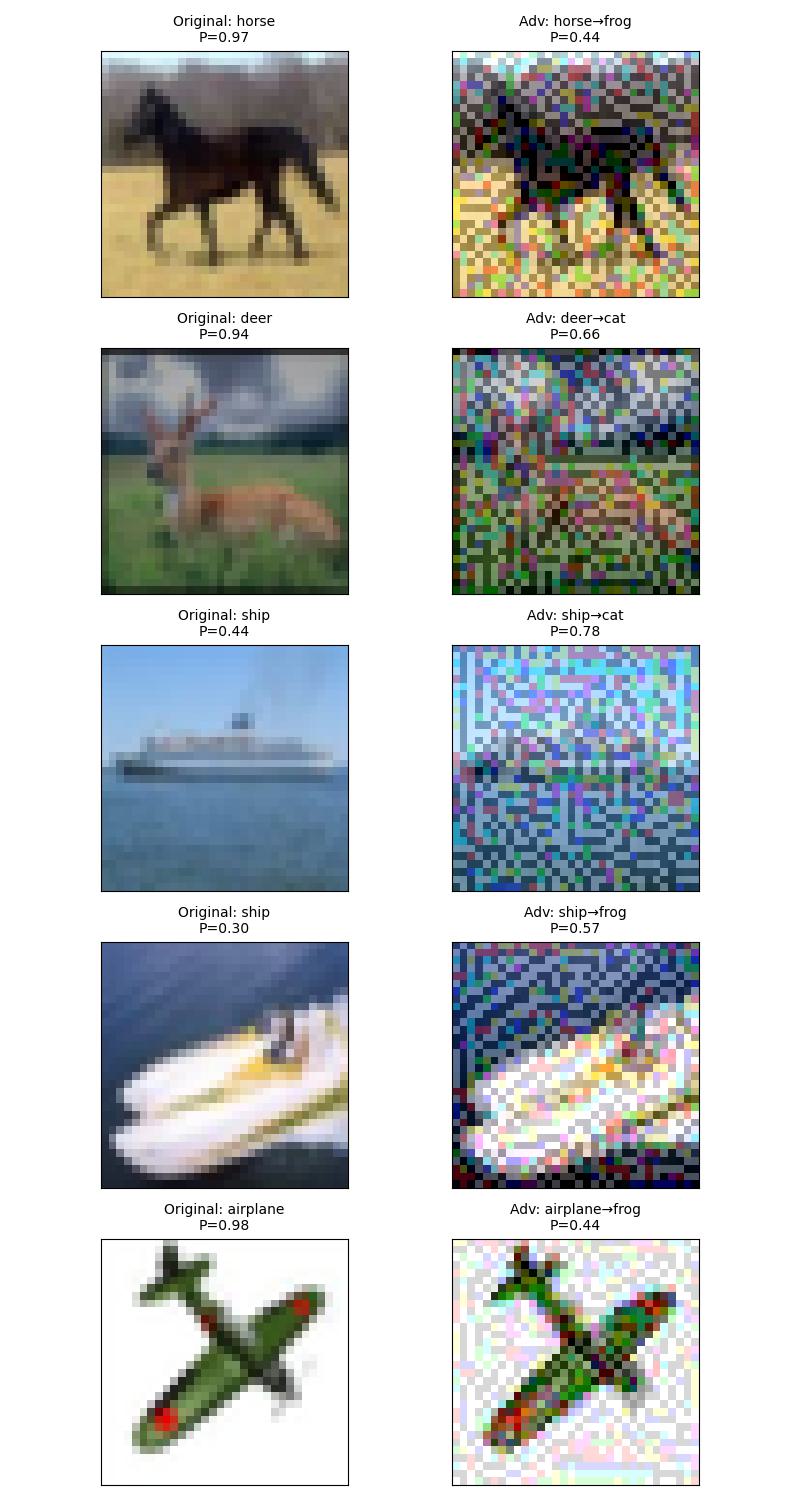 Original: horse
P=0.97
Adv: horse→frog
P=0.44
Original: deer
P=0.94
Adv: deer→cat
P=0.66
Original: ship
P=0.44
Adv: ship→cat
P=0.78
Original: ship
P=0.30
Adv: ship→frog
P=0.57
Original: airplane
P=0.98
Adv: airplane→frog
P=0.44